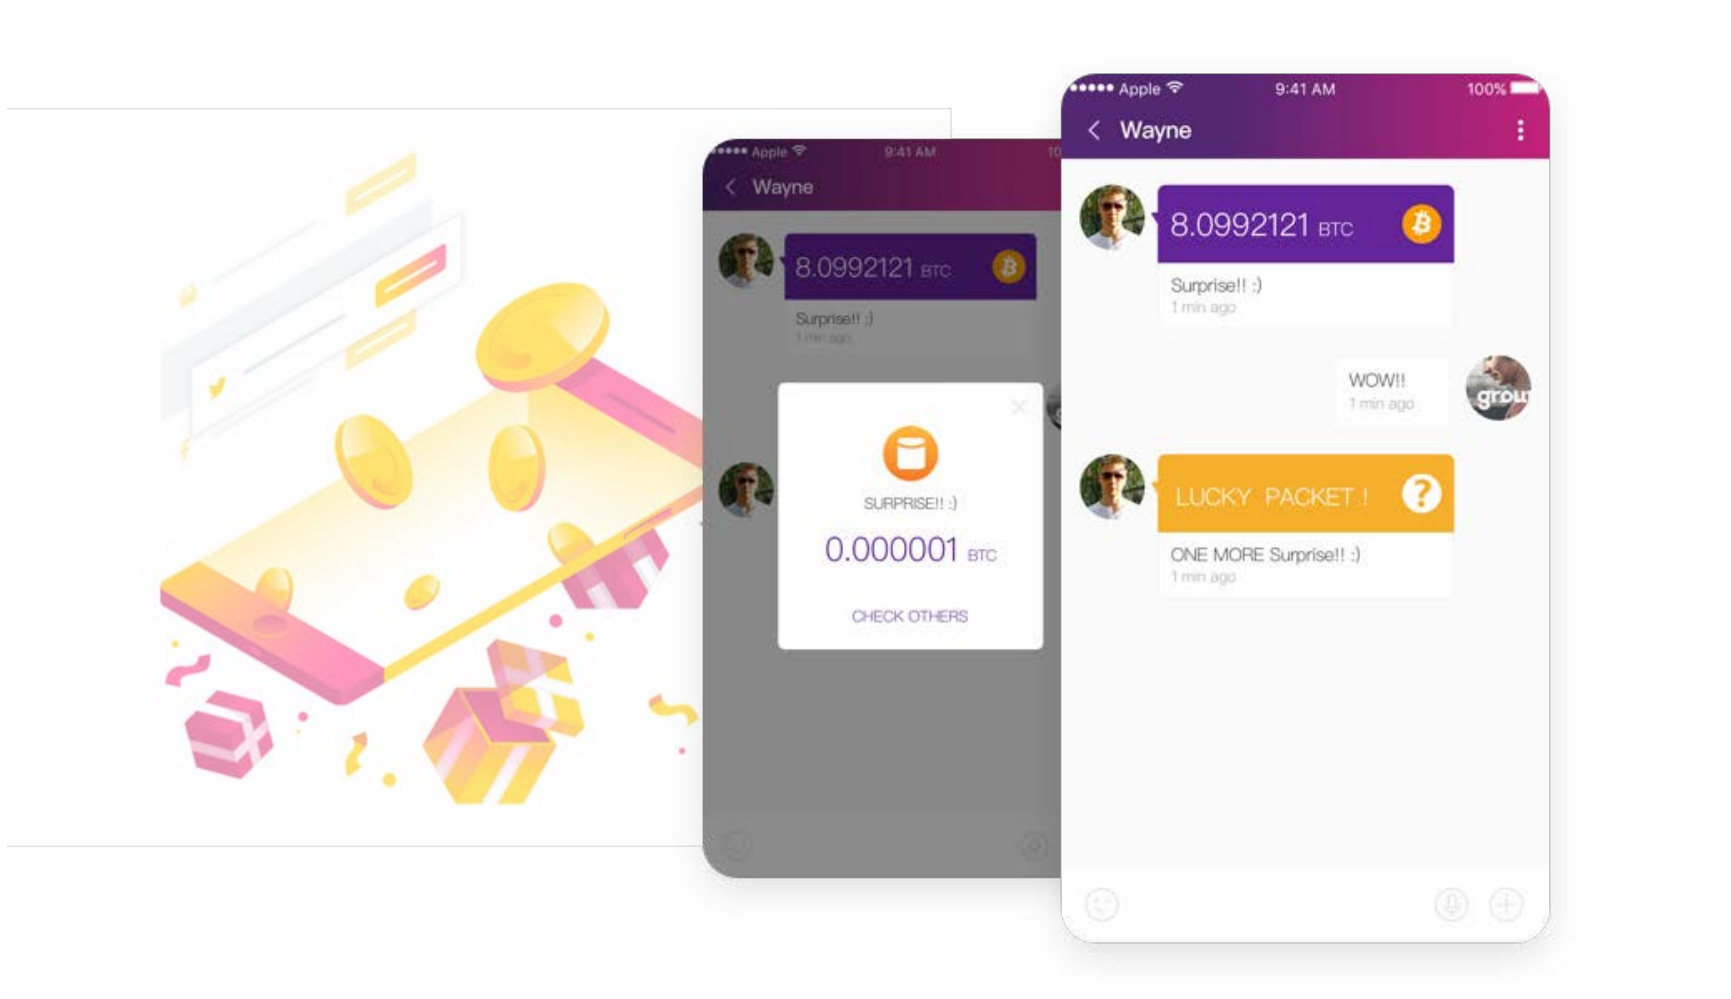 Apple 9:41 AM 10
Wayne
8.0992121 BTC
Surprise!! :)
1 min ago
SURPRISE!! :)
0.000001 BTC
CHECK OTHERS
Apple 9:41 AM 100%
Wayne
8.0992121 BTC
Surprise!! :)
1 min ago
WOW!!
1 min ago
grou
LUCKY PACKET !
?
ONE MORE Surprise!! :)
1 min ago